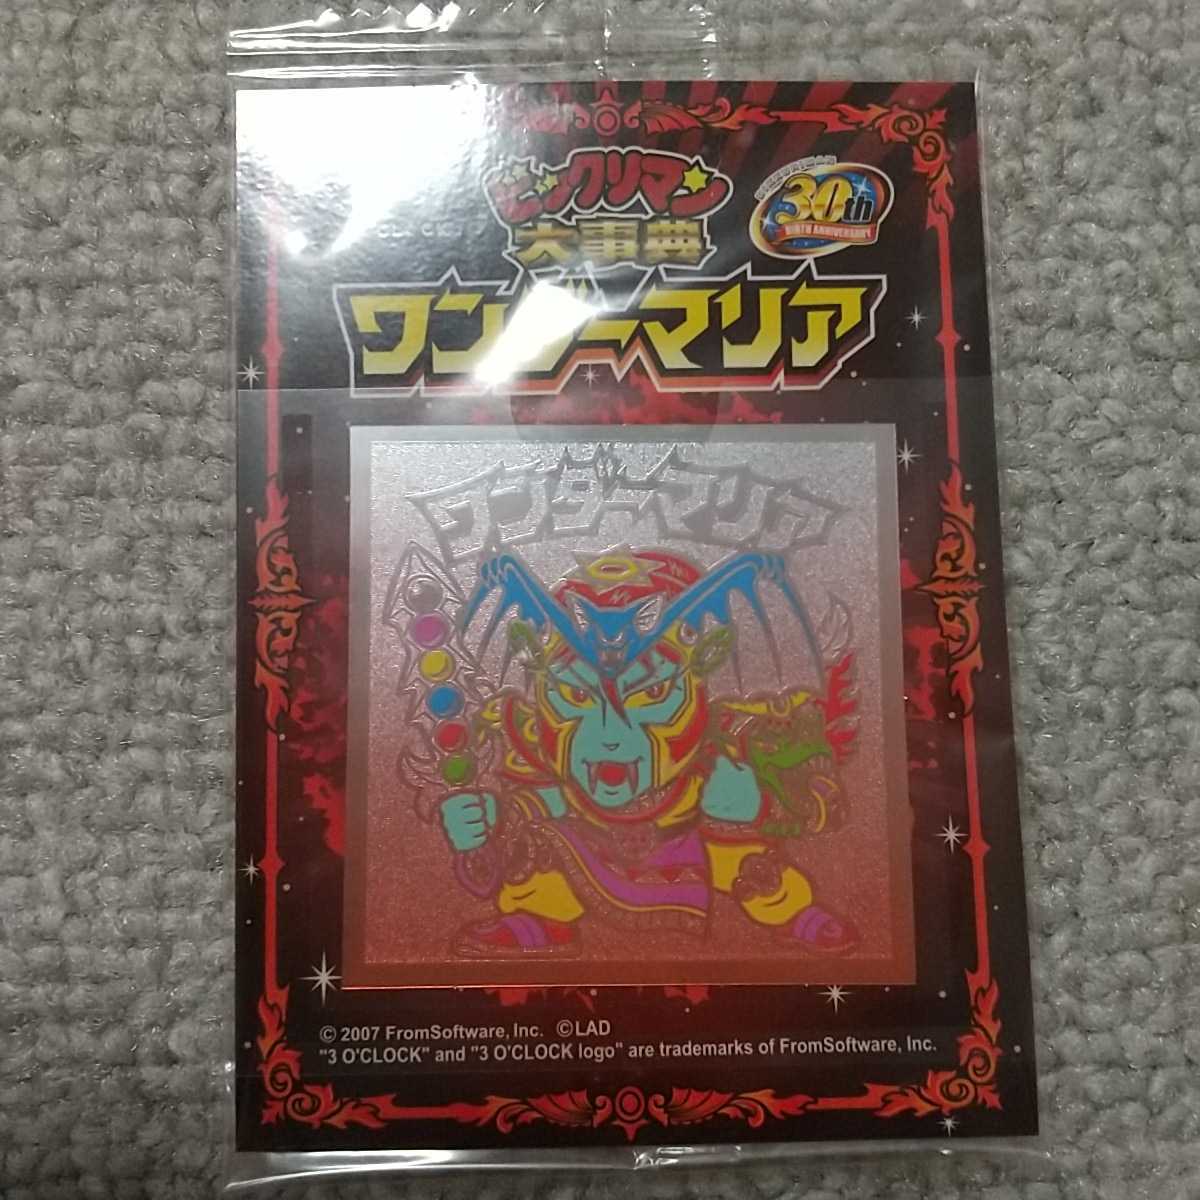 ビックリマン
大事典
30th
BIRTH ANNIVERSARY
ワンダーマリア
ワンダーマリア
© 2007 FromSoftware, Inc. ©LAD
"3 O'CLOCK" and "3 O'CLOCK logo" are trademarks of FromSoftware, Inc.